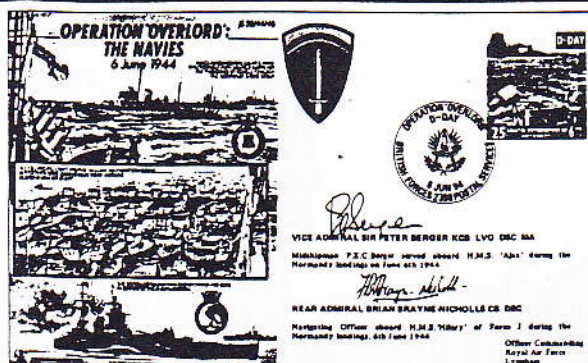 OPERATION 'OVERLORD':
THE NAVIES
6 June 1944
D-DAY
25
OPERATION OVERLORD
D-DAY
6 JUN 94
BRITISH FORCES POSTAL SERVICES
VICE ADMIRAL SIR PETER BERGER KCB LVO DSC MA
Midshipman P.E.C. Berger served aboard H.M.S. 'Ajax' during the
Normandy landings on June 6th 1944
REAR ADMIRAL BRIAN BRAYNE-NICHOLLS CB DSC
Navigating Officer aboard H.M.S. 'Hilary' of Force J during the
Normandy landings, 6th June 1944
Officer Commanding
Royal Air Force
Lyneham